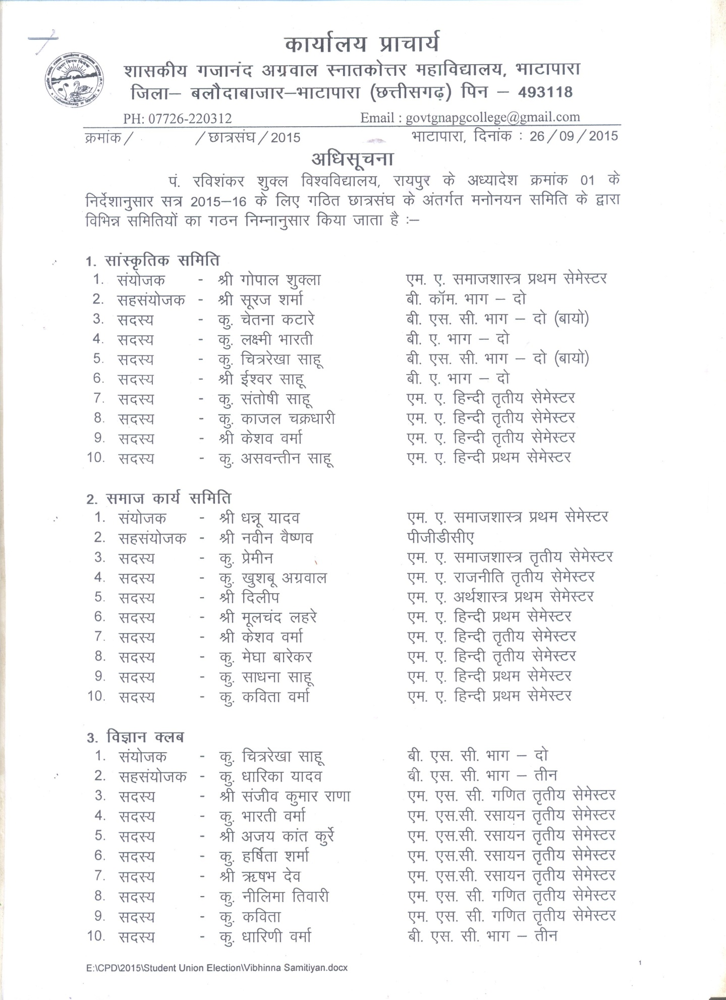 कार्यालय प्राचार्य
शासकीय गजानंद अग्रवाल स्नातकोत्तर महाविद्यालय, भाटापारा
जिला– बलौदाबाजार–भाटापारा (छत्तीसगढ़) पिन – 493118
PH: 07726-220312 Email : govtgnapgcollege@gmail.com
क्रमांक / / छात्रसंघ / 2015 भाटापारा, दिनांक : 26 / 09 / 2015
अधिसूचना
पं. रविशंकर शुक्ल विश्वविद्यालय, रायपुर के अध्यादेश क्रमांक 01 के
निर्देशानुसार सत्र 2015–16 के लिए गठित छात्रसंघ के अंतर्गत मनोनयन समिति के द्वारा
विभिन्न समितियों का गठन निम्नानुसार किया जाता है :–
1. सांस्कृतिक समिति
1. संयोजक - श्री गोपाल शुक्ला एम. ए. समाजशास्त्र प्रथम सेमेस्टर
2. सहसंयोजक - श्री सूरज शर्मा बी. कॉम. भाग – दो
3. सदस्य - कु. चेतना कटारे बी. एस. सी. भाग – दो (बायो)
4. सदस्य - कु. लक्ष्मी भारती बी. ए. भाग – दो
5. सदस्य - कु. चित्ररेखा साहू बी. एस. सी. भाग – दो (बायो)
6. सदस्य - श्री ईश्वर साहू बी. ए. भाग – दो
7. सदस्य - कु. संतोषी साहू एम. ए. हिन्दी तृतीय सेमेस्टर
8. सदस्य - कु. काजल चक्रधारी एम. ए. हिन्दी तृतीय सेमेस्टर
9. सदस्य - श्री केशव वर्मा एम. ए. हिन्दी तृतीय सेमेस्टर
10. सदस्य - कु. असवन्तीन साहू एम. ए. हिन्दी प्रथम सेमेस्टर
2. समाज कार्य समिति
1. संयोजक - श्री धन्नू यादव एम. ए. समाजशास्त्र प्रथम सेमेस्टर
2. सहसंयोजक - श्री नवीन वैष्णव पीजीडीसीए
3. सदस्य - कु. प्रेमीन एम. ए. समाजशास्त्र तृतीय सेमेस्टर
4. सदस्य - कु. खुशबू अग्रवाल एम. ए. राजनीति तृतीय सेमेस्टर
5. सदस्य - श्री दिलीप एम. ए. अर्थशास्त्र प्रथम सेमेस्टर
6. सदस्य - श्री मूलचंद लहरे एम. ए. हिन्दी प्रथम सेमेस्टर
7. सदस्य - श्री केशव वर्मा एम. ए. हिन्दी तृतीय सेमेस्टर
8. सदस्य - कु. मेघा बारेकर एम. ए. हिन्दी तृतीय सेमेस्टर
9. सदस्य - कु. साधना साहू एम. ए. हिन्दी प्रथम सेमेस्टर
10. सदस्य - कु. कविता वर्मा एम. ए. हिन्दी प्रथम सेमेस्टर
3. विज्ञान क्लब
1. संयोजक - कु. चित्ररेखा साहू बी. एस. सी. भाग – दो
2. सहसंयोजक - कु. धारिका यादव बी. एस. सी. भाग – तीन
3. सदस्य - श्री संजीव कुमार राणा एम. एस. सी. गणित तृतीय सेमेस्टर
4. सदस्य - कु. भारती वर्मा एम. एस.सी. रसायन तृतीय सेमेस्टर
5. सदस्य - श्री अजय कांत कुर्रे एम. एस.सी. रसायन तृतीय सेमेस्टर
6. सदस्य - कु. हर्षिता शर्मा एम. एस.सी. रसायन तृतीय सेमेस्टर
7. सदस्य - श्री ऋषभ देव एम. एस.सी. रसायन तृतीय सेमेस्टर
8. सदस्य - कु. नीलिमा तिवारी एम. एस. सी. गणित तृतीय सेमेस्टर
9. सदस्य - कु. कविता एम. एस. सी. गणित तृतीय सेमेस्टर
10. सदस्य - कु. धारिणी वर्मा बी. एस. सी. भाग – तीन
E:\CPD\2015\Student Union Election\Vibhinna Samitiyan.docx 1